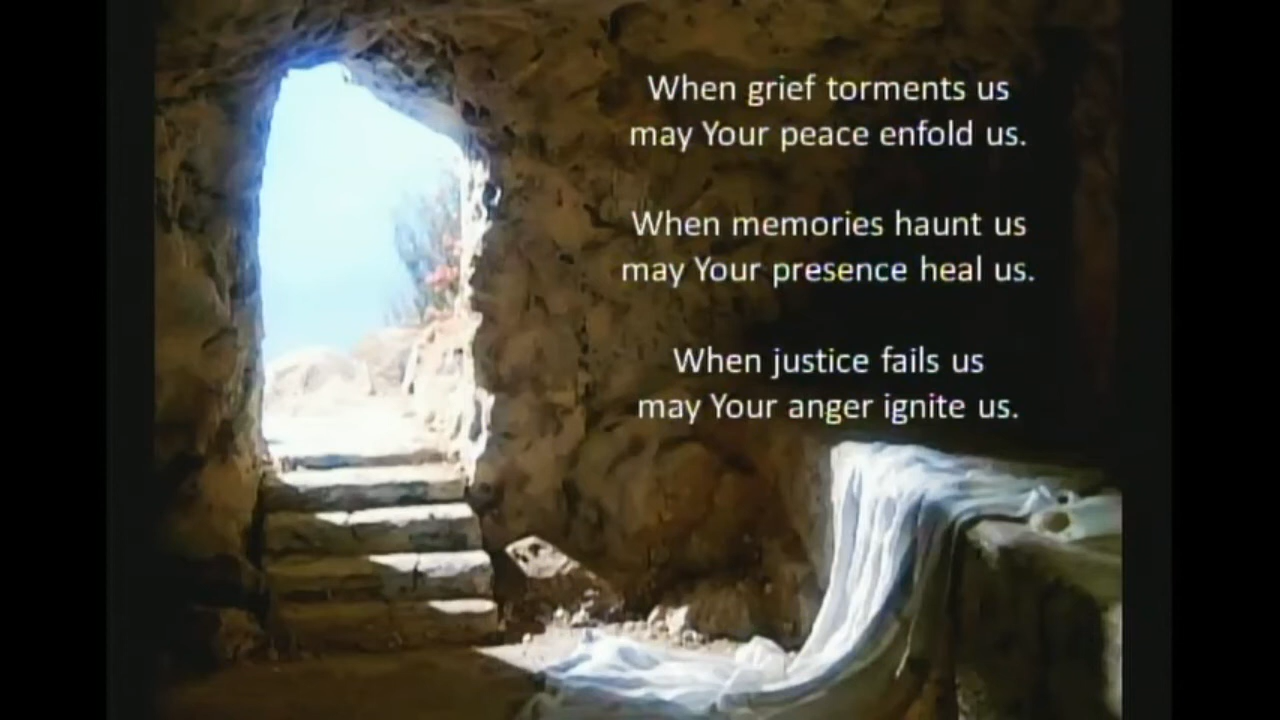 When grief torments us
may Your peace enfold us.
When memories haunt us
may Your presence heal us.
When justice fails us
may Your anger ignite us.